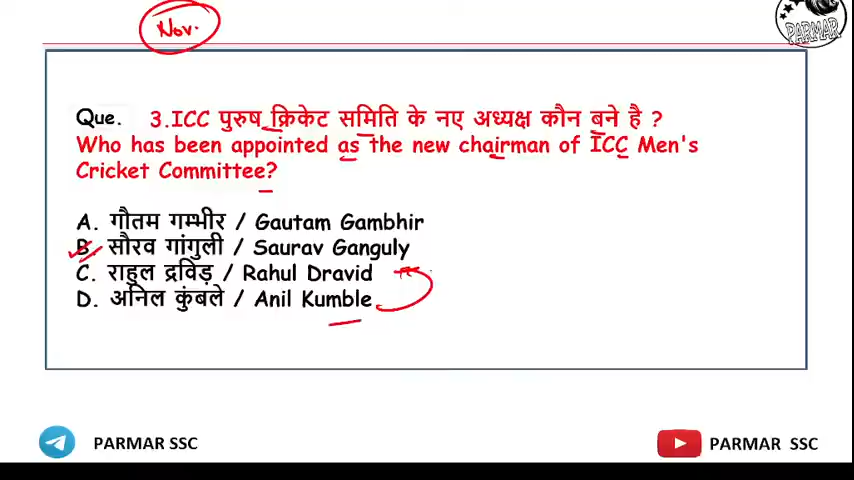 Nov.
PARMAR
Que. 3.ICC पुरुष क्रिकेट समिति के नए अध्यक्ष कौन बने है ?
Who has been appointed as the new chairman of ICC Men's
Cricket Committee?
A. गौतम गम्भीर / Gautam Gambhir
B. सौरव गांगुली / Saurav Ganguly
C. राहुल द्रविड़ / Rahul Dravid
D. अनिल कुंबले / Anil Kumble
PARMAR SSC
PARMAR SSC